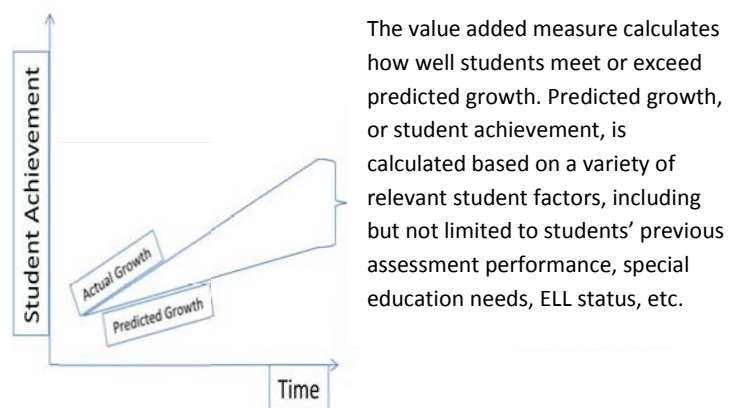 Student Achievement
Actual Growth
Predicted Growth
Time
The value added measure calculates
how well students meet or exceed
predicted growth. Predicted growth,
or student achievement, is
calculated based on a variety of
relevant student factors, including
but not limited to students’ previous
assessment performance, special
education needs, ELL status, etc.